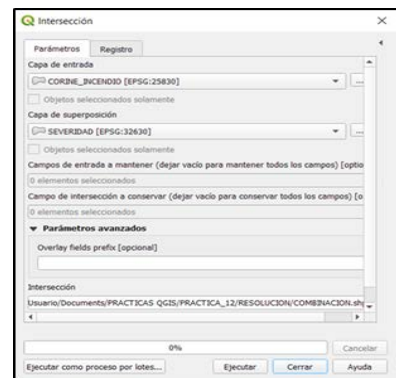 Intersección
Parámetros Registro
Capa de entrada
CORINE_INCENDIO [EPSG:25830]
...
Objetos seleccionados solamente
Capa de superposición
SEVERIDAD [EPSG:32630]
...
Objetos seleccionados solamente
Campos de entrada a mantener (dejar vacío para mantener todos los campos) [optio
0 elementos seleccionados
Campo de intersección a conservar (dejar vacío para conservar todos los campos) [o
0 elementos seleccionados
Parámetros avanzados
Overlay fields prefix [opcional]
Intersección
Usuario/Documents/PRACTICAS QGIS/PRACTICA_12/RESOLUCION/COMBINACION.shp
0% Cancelar
Ejecutar como proceso por lotes... Ejecutar Cerrar Ayuda